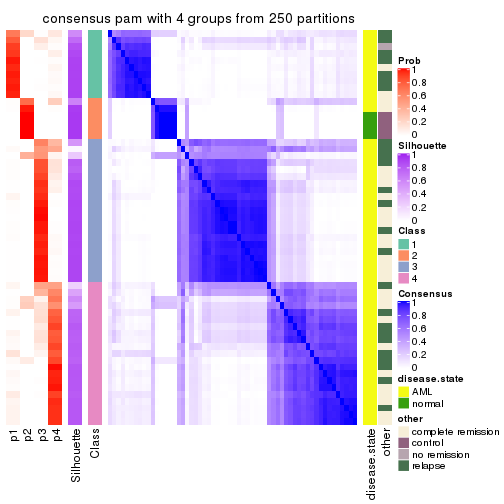 consensus pam with 4 groups from 250 partitions
Prob
1
0.8
0.6
0.4
0.2
0
Silhouette
1
0.8
0.6
0.4
0.2
0
Class
1
2
3
4
Consensus
1
0.8
0.6
0.4
0.2
0
disease.state
AML
normal
other
complete remission
control
no remission
relapse
p1
p2
p3
p4
Silhouette
Class
disease.state
other